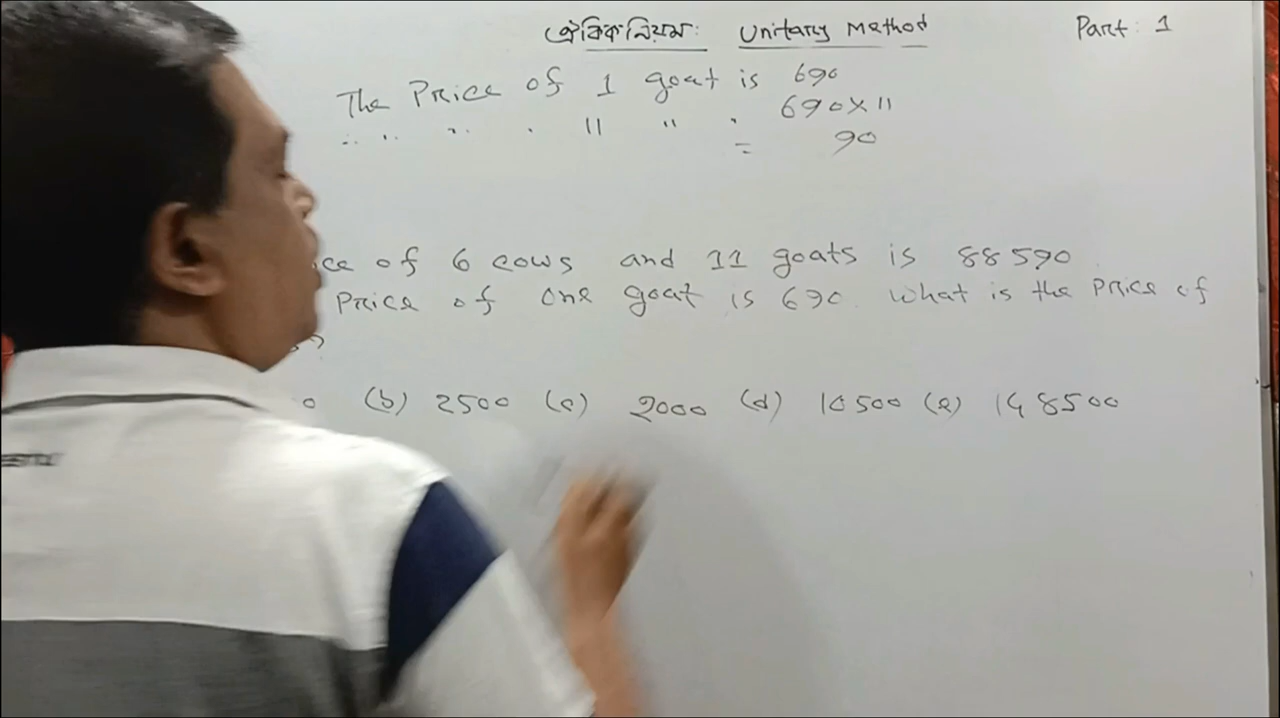 ঐকিক নিয়ম: Unitary Method Part: 1
The Price of 1 goat is 690
" " " " 11 " " 690 x 11
= 90
ce of 6 cows and 11 goats is 88590
Price of one goat is 690. What is the price of
?
0 (b) 2500 (c) 2000 (d) 10500 (e) 148500